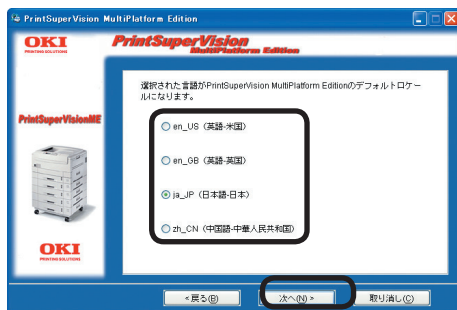 PrintSuperVision MultiPlatform Edition
OKI
PRINTING SOLUTIONS
PrintSuperVision
MultiPlatform Edition
選択された言語がPrintSuperVision MultiPlatform Editionのデフォルトロケー
ルになります。
PrintSuperVisionME
en_US (英語-米国)
en_GB (英語-英国)
ja_JP (日本語-日本)
zh_CN (中国語-中華人民共和国)
OKI
PRINTING SOLUTIONS
<戻る(B)
次へ(N)>
取り消し(C)